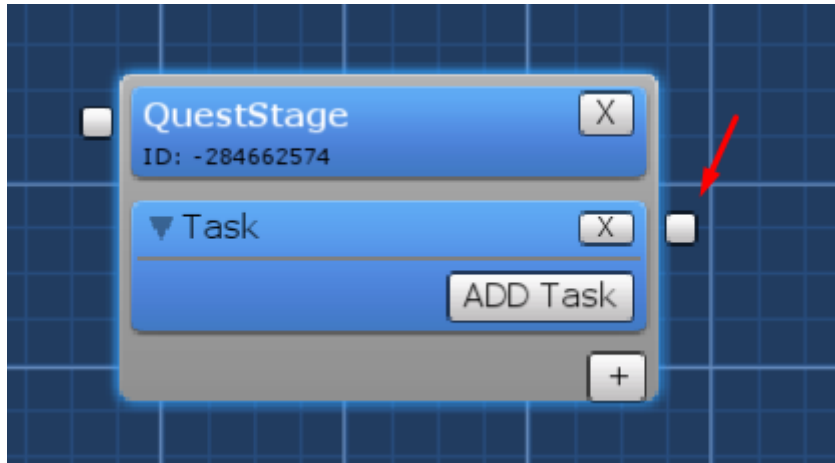 QuestStage X
ID: -284662574
Task X
ADD Task
+